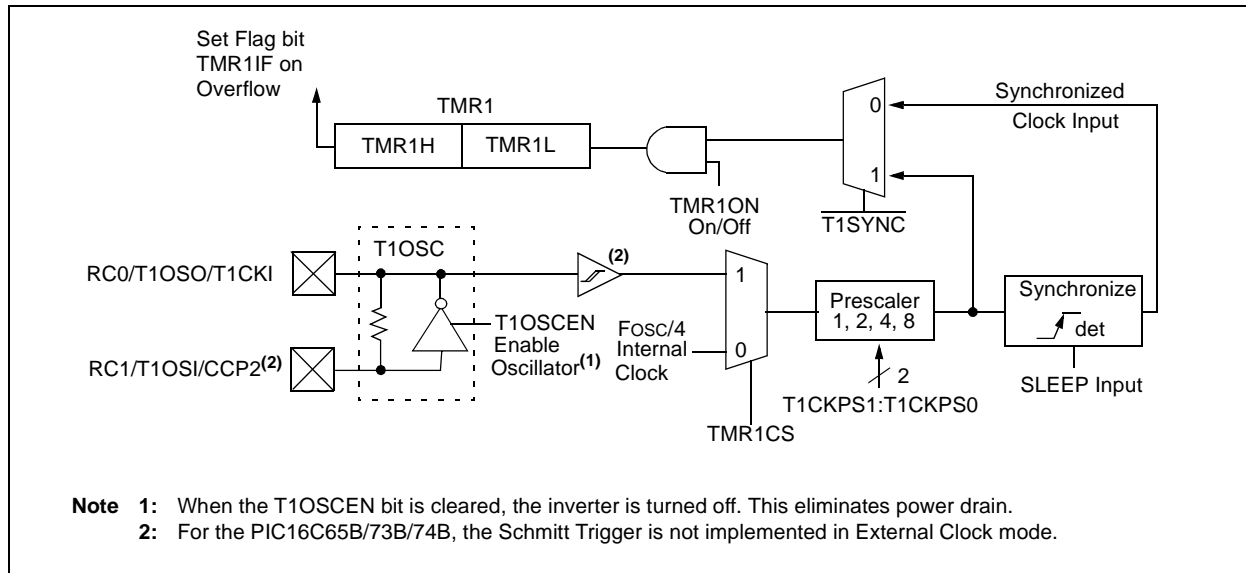 Set Flag bit
TMR1IF on
Overflow
TMR1
TMR1H
TMR1L
TMR1ON
On/Off
0
1
T1SYNC
Synchronized
Clock Input
RC0/T1OSO/T1CKI
T1OSC
(2)
RC1/T1OSI/CCP2(2)
T1OSCEN
Enable
Oscillator(1)
FOSC/4
Internal
Clock
1
0
TMR1CS
Prescaler
1, 2, 4, 8
2
T1CKPS1:T1CKPS0
Synchronize
det
SLEEP Input
Note 1: When the T1OSCEN bit is cleared, the inverter is turned off. This eliminates power drain.
2: For the PIC16C65B/73B/74B, the Schmitt Trigger is not implemented in External Clock mode.